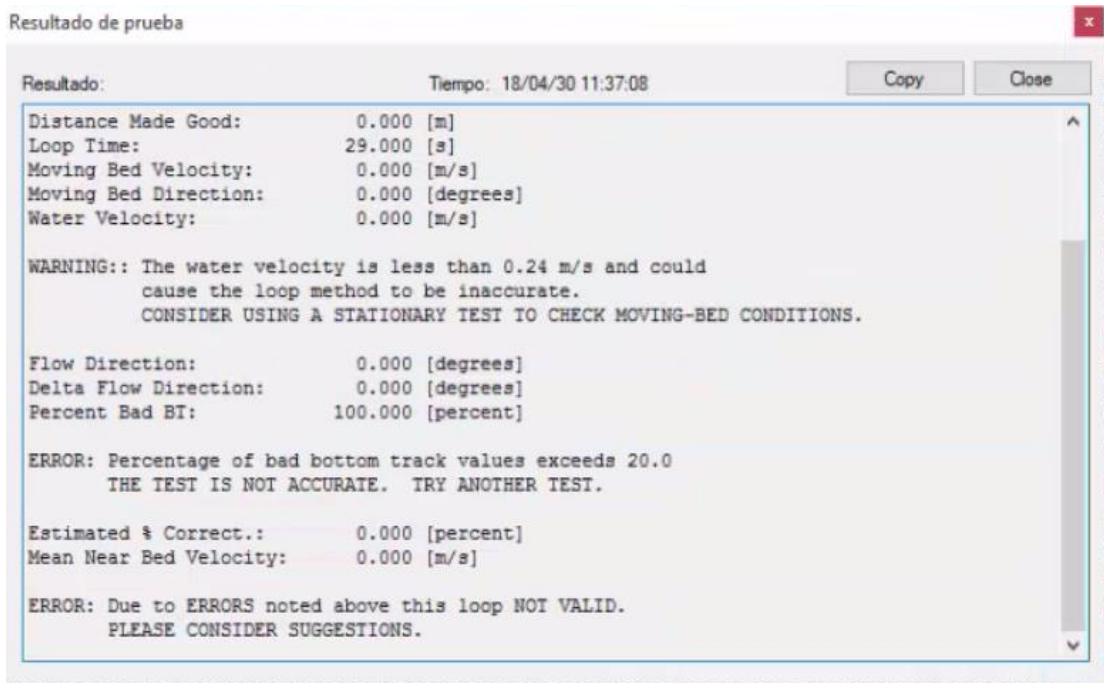 Resultado de prueba
x
Resultado: Tiempo: 18/04/30 11:37:08 Copy Close
Distance Made Good: 0.000 [m]
Loop Time: 29.000 [s]
Moving Bed Velocity: 0.000 [m/s]
Moving Bed Direction: 0.000 [degrees]
Water Velocity: 0.000 [m/s]
WARNING:: The water velocity is less than 0.24 m/s and could
cause the loop method to be inaccurate.
CONSIDER USING A STATIONARY TEST TO CHECK MOVING-BED CONDITIONS.
Flow Direction: 0.000 [degrees]
Delta Flow Direction: 0.000 [degrees]
Percent Bad BT: 100.000 [percent]
ERROR: Percentage of bad bottom track values exceeds 20.0
THE TEST IS NOT ACCURATE. TRY ANOTHER TEST.
Estimated % Correct.: 0.000 [percent]
Mean Near Bed Velocity: 0.000 [m/s]
ERROR: Due to ERRORS noted above this loop NOT VALID.
PLEASE CONSIDER SUGGESTIONS.